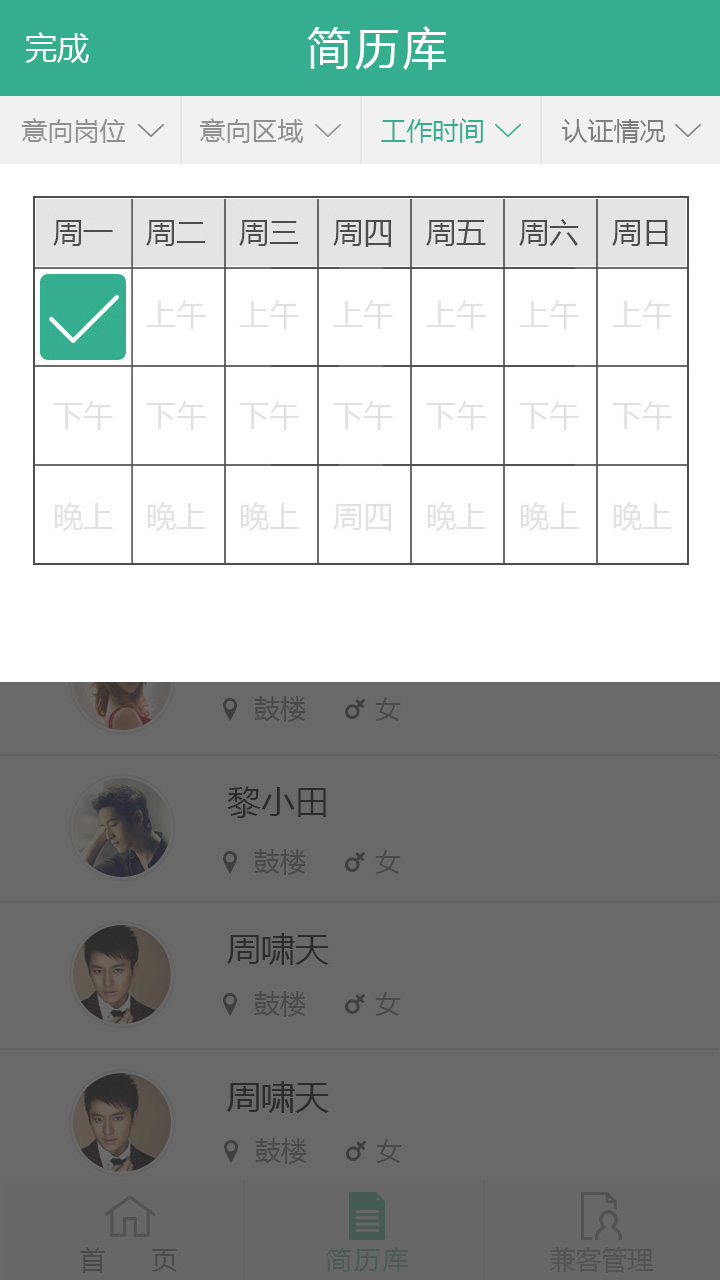 完成 简历库
意向岗位 意向区域 工作时间 认证情况
周一 周二 周三 周四 周五 周六 周日
上午 上午 上午 上午 上午 上午
下午 下午 下午 下午 下午 下午 下午
晚上 晚上 晚上 周四 晚上 晚上 晚上
鼓楼 女
黎小田
鼓楼 女
周啸天
鼓楼 女
周啸天
鼓楼 女
首 页 简历库 兼客管理